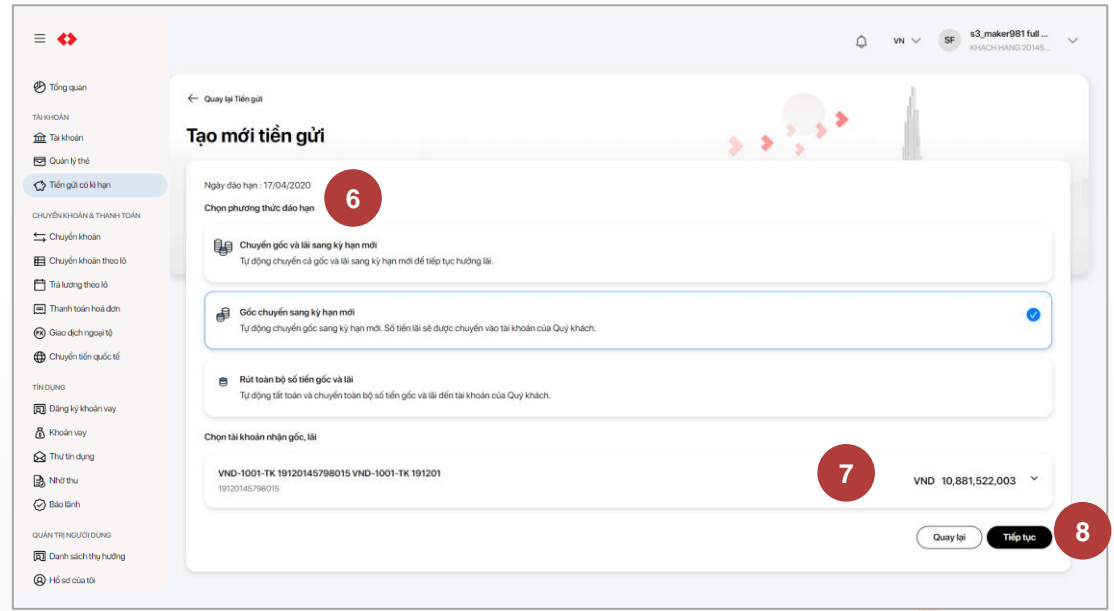 VN
SF
s3_maker981 full ...
KHACH HANG 20145...
Tổng quan
TÀI KHOẢN
Tài khoản
Quản lý thẻ
Tiền gửi có kì hạn
CHUYỂN KHOẢN & THANH TOÁN
Chuyển khoản
Chuyển khoản theo lô
Trả lương theo lô
Thanh toán hoá đơn
FX
Giao dịch ngoại tệ
Chuyển tiền quốc tế
TÍN DỤNG
Đăng ký khoản vay
Khoản vay
Thư tín dụng
Nhờ thu
Bảo lãnh
QUẢN TRỊ NGƯỜI DÙNG
Danh sách thụ hưởng
Hồ sơ của tôi
Quay lại Tiền gửi
Tạo mới tiền gửi
Ngày đáo hạn : 17/04/2020
6
Chọn phương thức đáo hạn
Chuyển gốc và lãi sang kỳ hạn mới
Tự động chuyển cả gốc và lãi sang kỳ hạn mới để tiếp tục hưởng lãi.
Gốc chuyển sang kỳ hạn mới
Tự động chuyển gốc sang kỳ hạn mới. Số tiền lãi sẽ được chuyển vào tài khoản của Quý khách.
Rút toàn bộ số tiền gốc và lãi
Tự động tất toán và chuyển toàn bộ số tiền gốc và lãi đến tài khoản của Quý khách.
Chọn tài khoản nhận gốc, lãi
VND-1001-TK 19120145798015 VND-1001-TK 191201
19120145798015
7
VND 10,881,522,003
Quay lại
Tiếp tục
8